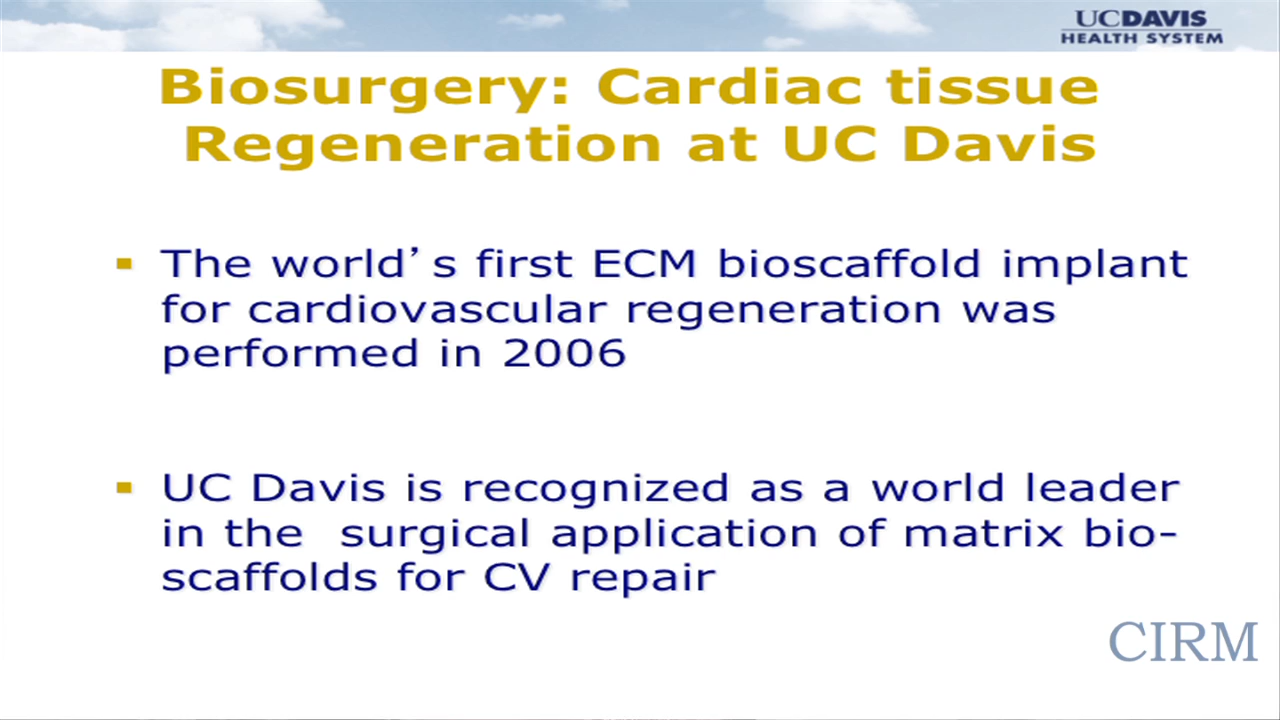 UCDAVIS
HEALTH SYSTEM
Biosurgery: Cardiac tissue
Regeneration at UC Davis
▪ The world’s first ECM bioscaffold implant
for cardiovascular regeneration was
performed in 2006
▪ UC Davis is recognized as a world leader
in the surgical application of matrix bio-
scaffolds for CV repair
CIRM